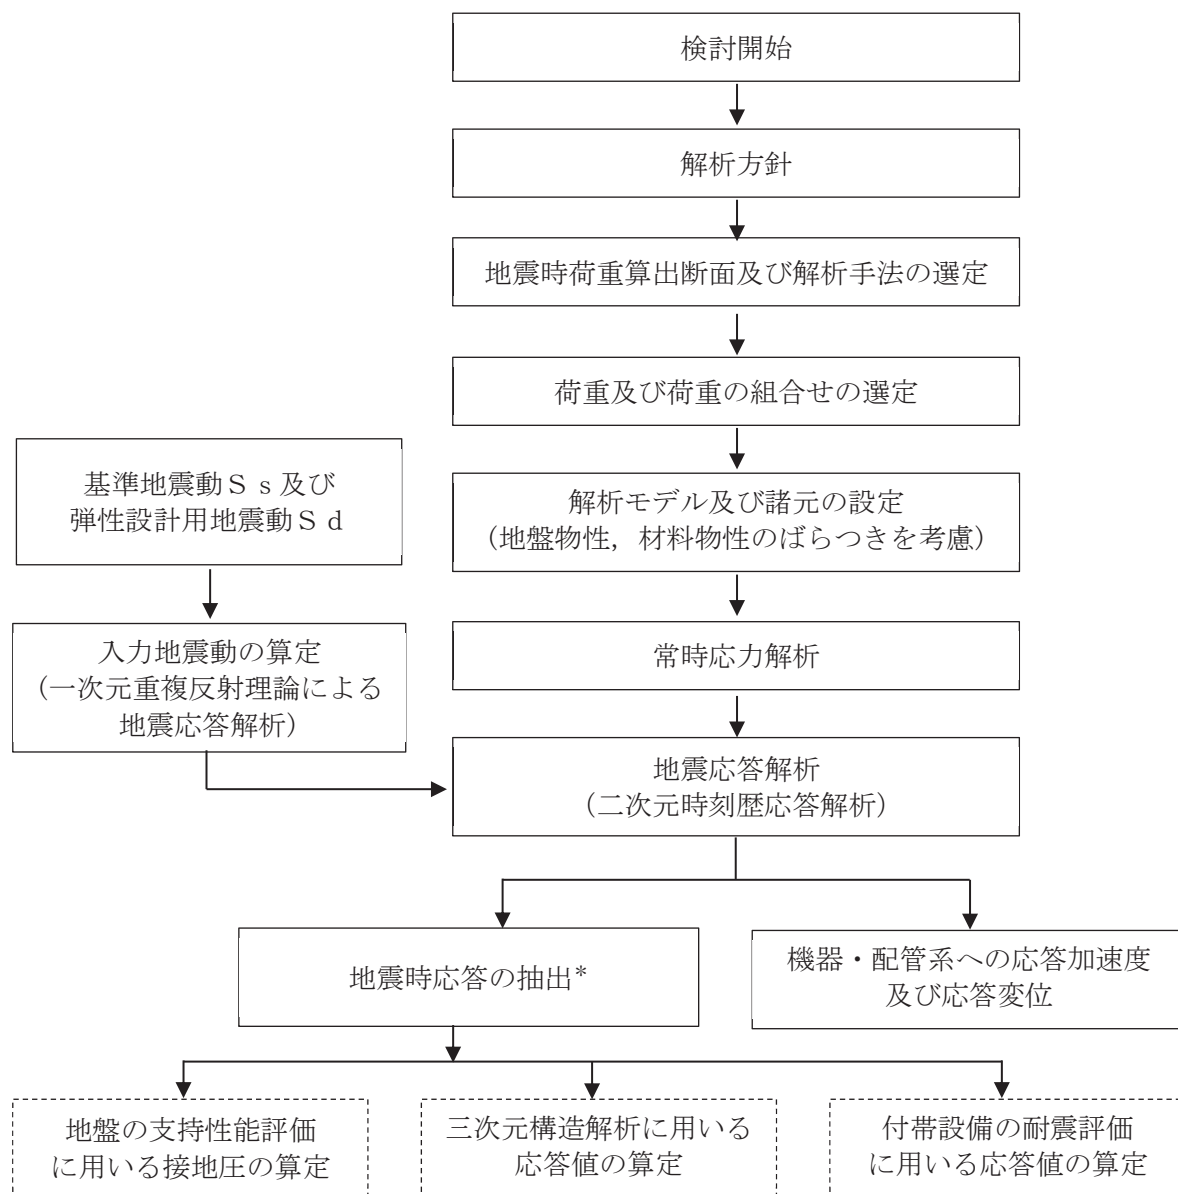 検討開始
解析方針
地震時荷重算出断面及び解析手法の選定
荷重及び荷重の組合せの選定
基準地震動Ｓｓ及び
弾性設計用地震動Ｓｄ
解析モデル及び諸元の設定
（地盤物性，材料物性のばらつきを考慮）
入力地震動の算定
（一次元重複反射理論による
地震応答解析）
常時応力解析
地震応答解析
（二次元時刻歴応答解析）
地震時応答の抽出*
機器・配管系への応答加速度
及び応答変位
地盤の支持性能評価
に用いる接地圧の算定
三次元構造解析に用いる
応答値の算定
付帯設備の耐震評価
に用いる応答値の算定